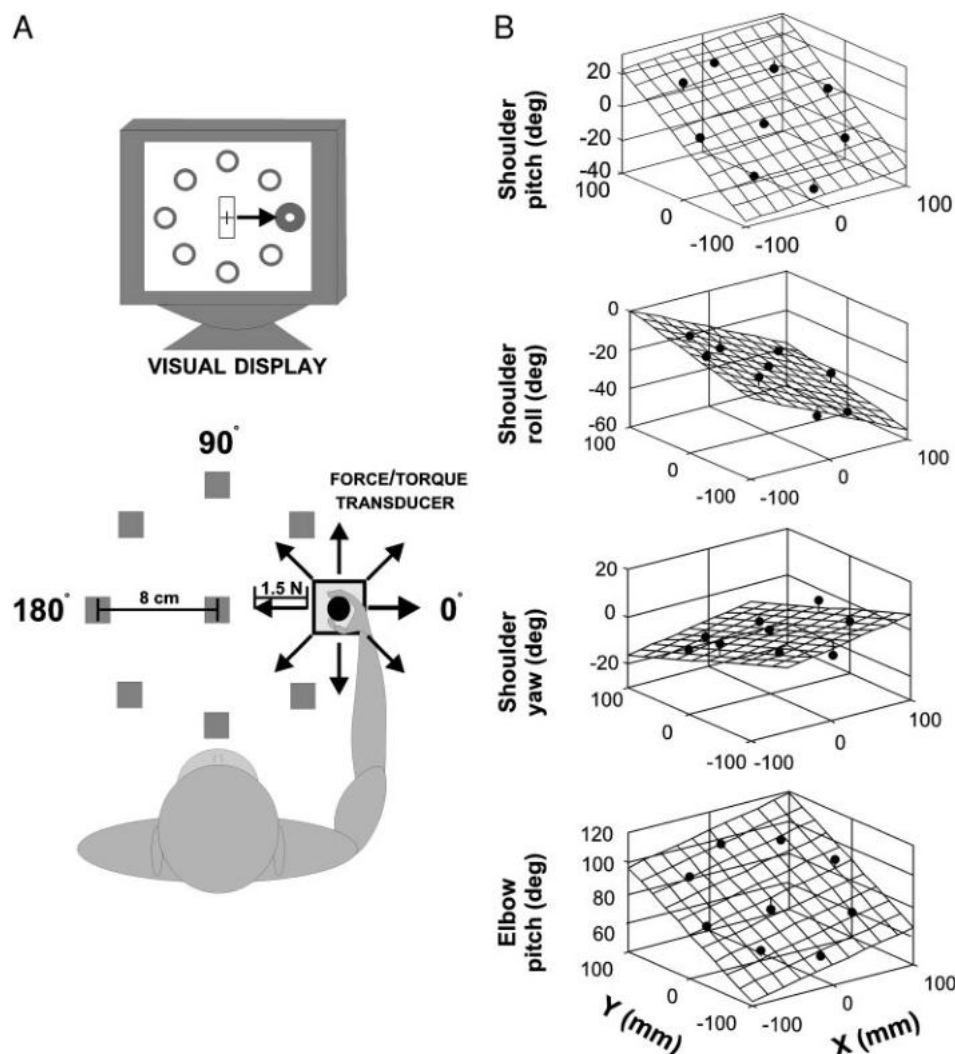 A
VISUAL DISPLAY
90°
FORCE/TORQUE
TRANSDUCER
180°
8 cm
1.5 N
0°
B
Shoulder
pitch (deg)
20
0
-20
-40
100
0
-100
-100
0
100
Shoulder
roll (deg)
0
-20
-40
-60
100
0
-100
-100
0
100
Shoulder
yaw (deg)
20
0
-20
100
0
-100
-100
0
100
Elbow
pitch (deg)
120
100
80
60
100
0
-100
-100
0
100
Y (mm)
X (mm)